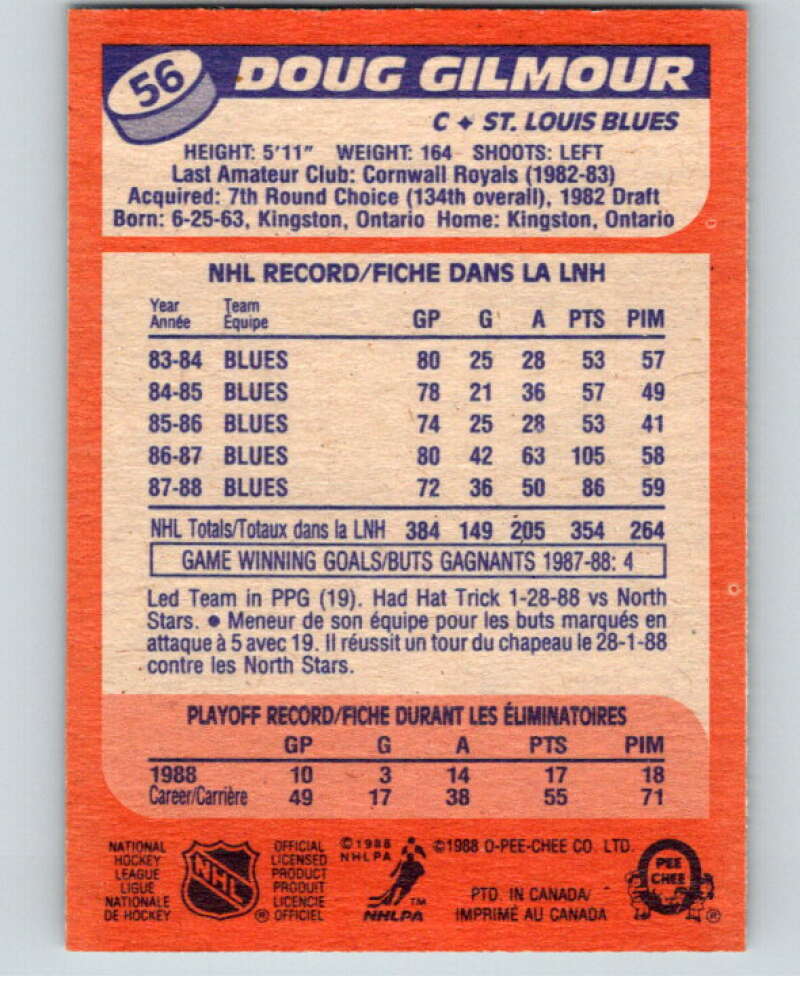 56 DOUG GILMOUR
C ♦ ST. LOUIS BLUES
HEIGHT: 5'11" WEIGHT: 164 SHOOTS: LEFT
Last Amateur Club: Cornwall Royals (1982-83)
Acquired: 7th Round Choice (134th overall), 1982 Draft
Born: 6-25-63, Kingston, Ontario Home: Kingston, Ontario
NHL RECORD/FICHE DANS LA LNH
Year Team
Année Equipe GP G A PTS PIM
83-84 BLUES 80 25 28 53 57
84-85 BLUES 78 21 36 57 49
85-86 BLUES 74 25 28 53 41
86-87 BLUES 80 42 63 105 58
87-88 BLUES 72 36 50 86 59
NHL Totals/Totaux dans la LNH 384 149 205 354 264
GAME WINNING GOALS/BUTS GAGNANTS 1987-88: 4
Led Team in PPG (19). Had Hat Trick 1-28-88 vs North
Stars. • Meneur de son équipe pour les buts marqués en
attaque à 5 avec 19. Il réussit un tour du chapeau le 28-1-88
contre les North Stars.
PLAYOFF RECORD/FICHE DURANT LES ÉLIMINATOIRES
GP G A PTS PIM
1988 10 3 14 17 18
Career/Carrière 49 17 38 55 71
NATIONAL
HOCKEY
LEAGUE
LIGUE
NATIONALE
DE HOCKEY
NHL
®
OFFICIAL
LICENSED
PRODUCT
PRODUIT
LICENCIE
OFFICIEL
©1988
NHLPA
TM
NHLPA
©1988 O-PEE-CHEE CO. LTD.
PTD. IN CANADA/
IMPRIMÉ AU CANADA
PEE
CHEE
®